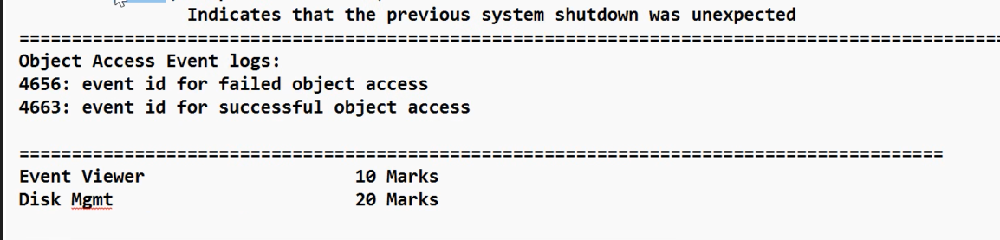 Indicates that the previous system shutdown was unexpected
================================================================================================
Object Access Event logs:
4656: event id for failed object access
4663: event id for successful object access
========================================================================================
Event Viewer 10 Marks
Disk Mgmt 20 Marks